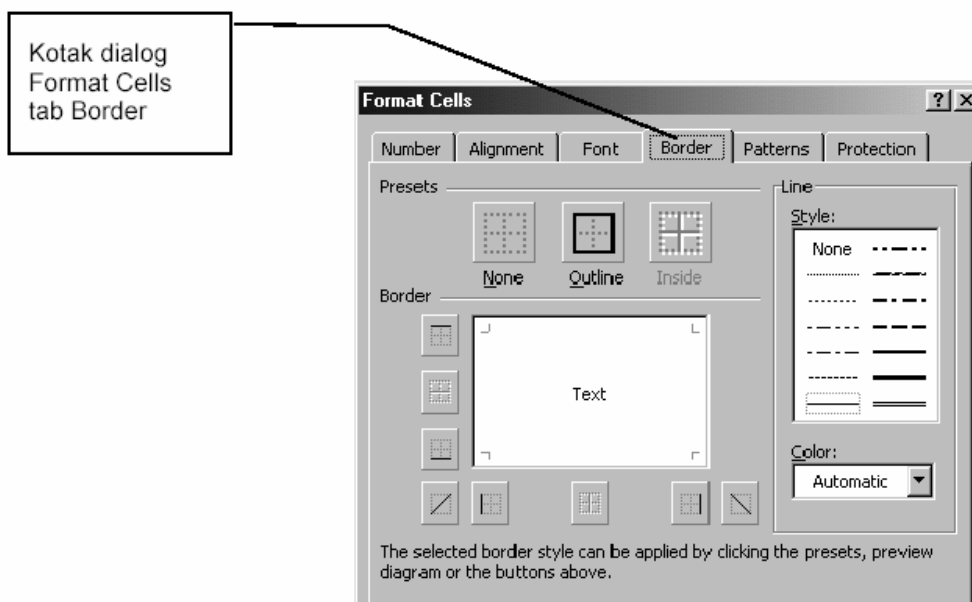 Kotak dialog
Format Cells
tab Border
Format Cells
Number Alignment Font Border Patterns Protection
Presets
None Outline Inside
Border
Text
Line
Style:
None
Color:
Automatic
The selected border style can be applied by clicking the presets, preview
diagram or the buttons above.